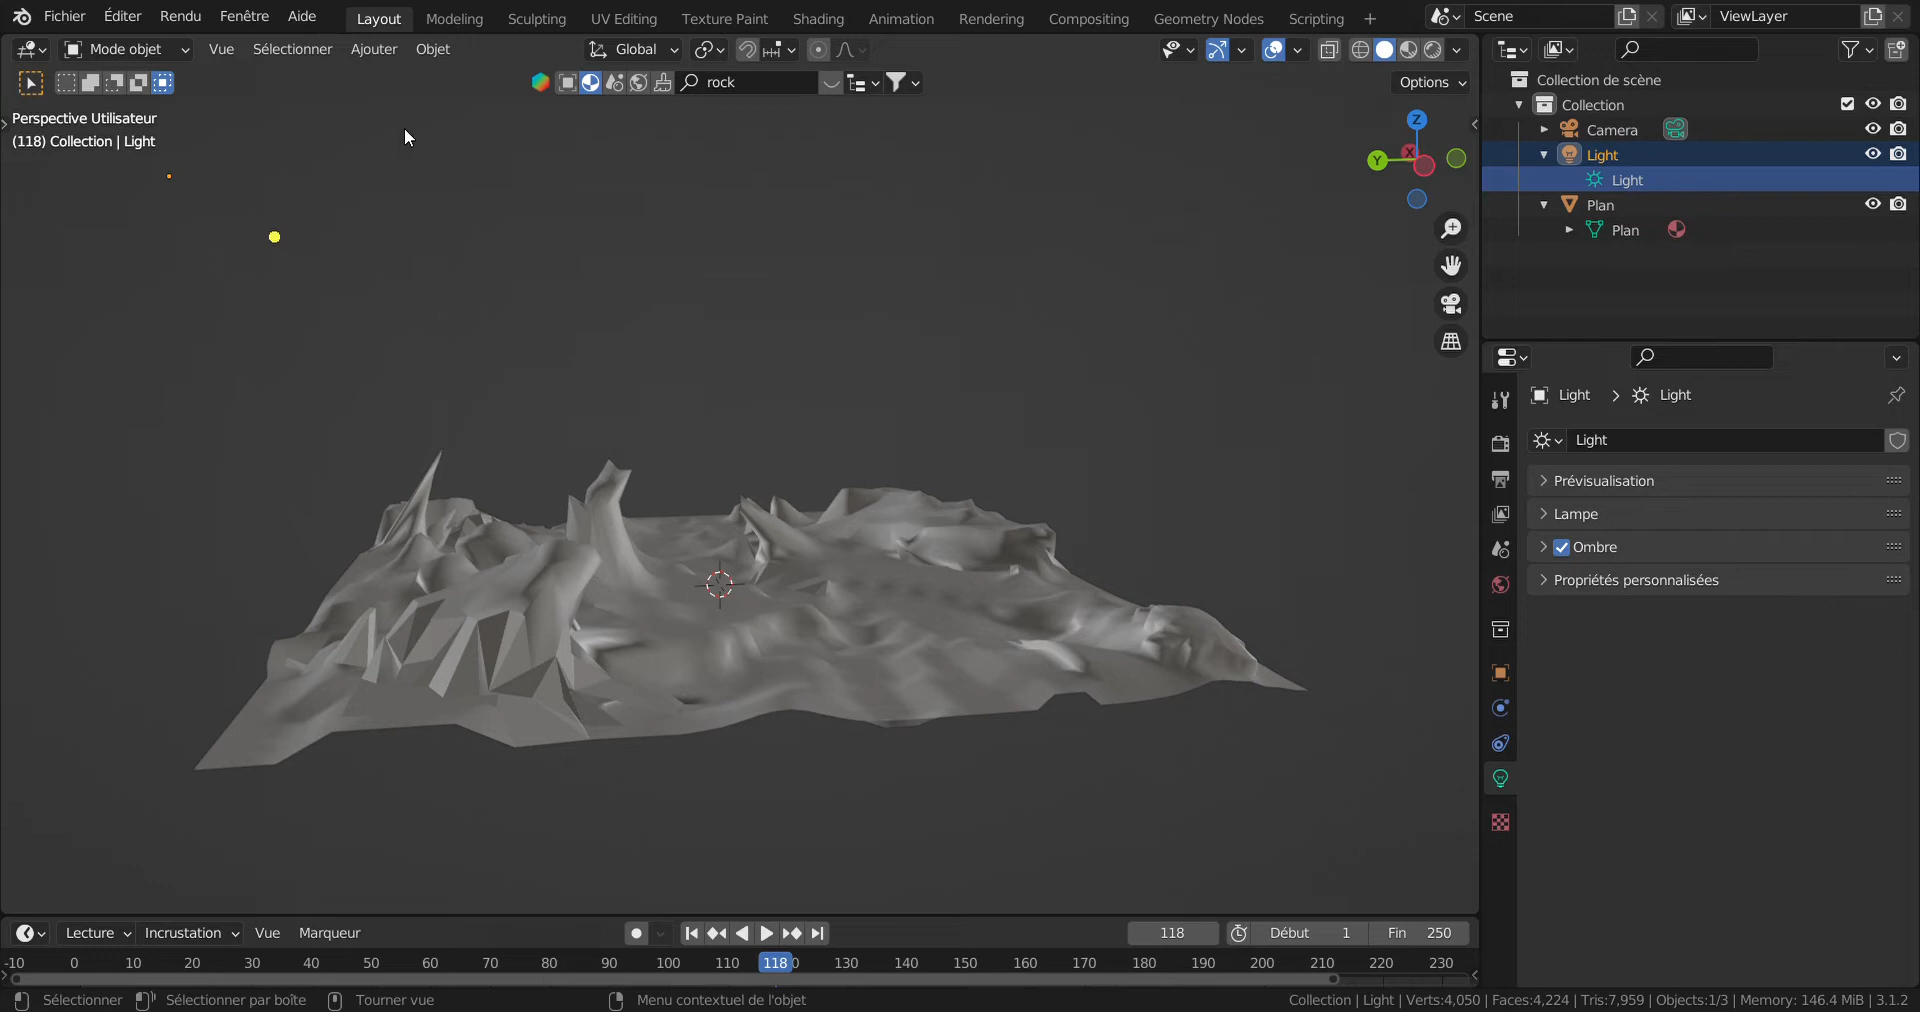 Fichier Éditer Rendu Fenêtre Aide Layout Modeling Sculpting UV Editing Texture Paint Shading Animation Rendering Compositing Geometry Nodes Scripting + Scene ViewLayer
Mode objet Vue Sélectionner Ajouter Objet Global
rock Options
Perspective Utilisateur
(118) Collection | Light
Z
Y
X
Collection de scène
Collection
Camera
Light
Light
Plan
Plan
Light > Light
Light
Prévisualisation
Lampe
Ombre
Propriétés personnalisées
Lecture Incrustation Vue Marqueur 118 Début 1 Fin 250
-10 0 10 20 30 40 50 60 70 80 90 100 110 118 0 130 140 150 160 170 180 190 200 210 220 230
Sélectionner Sélectionner par boîte Tourner vue Menu contextuel de l'objet Collection | Light | Verts:4,050 | Faces:4,224 | Tris:7,959 | Objects:1/3 | Memory: 146.4 MiB | 3.1.2